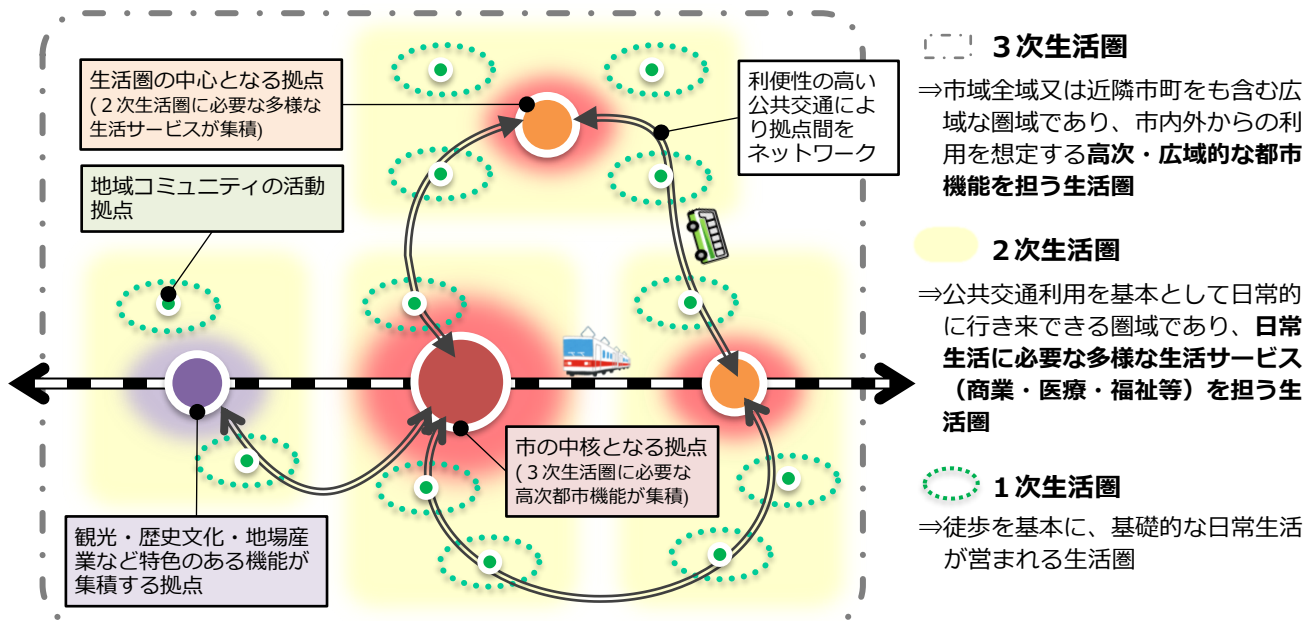 生活圏の中心となる拠点
(２次生活圏に必要な多様な
生活サービスが集積)
利便性の高い
公共交通によ
り拠点間を
ネットワーク
地域コミュニティの活動
拠点
市の中核となる拠点
(３次生活圏に必要な
高次都市機能が集積)
観光・歴史文化・地場産
業など特色のある機能が
集積する拠点
３次生活圏
⇒市域全域又は近隣市町をも含む広
域な圏域であり、市内外からの利
用を想定する高次・広域的な都市
機能を担う生活圏
２次生活圏
⇒公共交通利用を基本として日常的
に行き来できる圏域であり、日常
生活に必要な多様な生活サービス
（商業・医療・福祉等）を担う生
活圏
１次生活圏
⇒徒歩を基本に、基礎的な日常生活
が営まれる生活圏